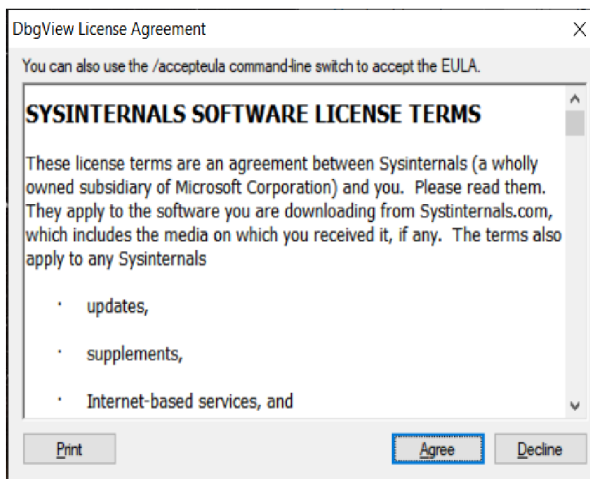 DbgView License Agreement
You can also use the /accepteula command-line switch to accept the EULA.
SYSINTERNALS SOFTWARE LICENSE TERMS
These license terms are an agreement between Sysinternals (a wholly
owned subsidiary of Microsoft Corporation) and you. Please read them.
They apply to the software you are downloading from Systinternals.com,
which includes the media on which you received it, if any. The terms also
apply to any Sysinternals
· updates,
· supplements,
· Internet-based services, and
Print Agree Decline